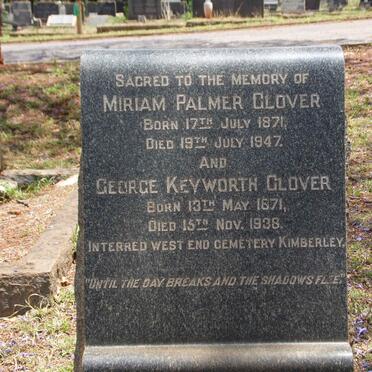 SACRED TO THE MEMORY OF
MIRIAM PALMER GLOVER
BORN 17TH JULY 1871,
DIED 19TH JULY 1947.
AND
GEORGE KEYWORTH GLOVER
BORN 13TH MAY 1871,
DIED 15TH NOV. 1938.
INTERRED WEST END CEMETERY KIMBERLEY.
"UNTIL THE DAY BREAKS AND THE SHADOWS FLEE."